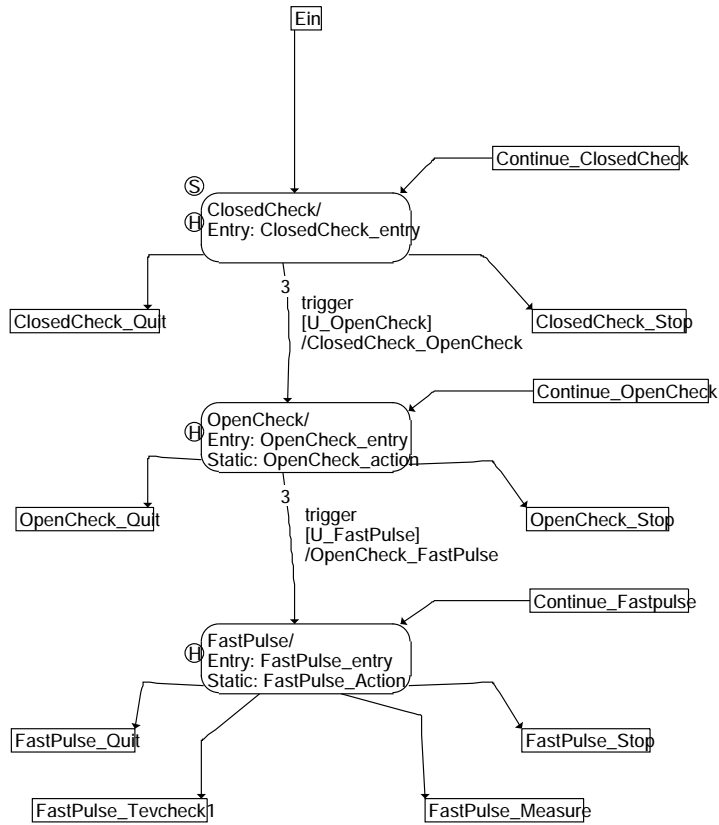 Ein
Continue_ClosedCheck
S
H
ClosedCheck/
Entry: ClosedCheck_entry
3
trigger
[U_OpenCheck]
/ClosedCheck_OpenCheck
ClosedCheck_Quit
ClosedCheck_Stop
Continue_OpenCheck
H
OpenCheck/
Entry: OpenCheck_entry
Static: OpenCheck_action
3
trigger
[U_FastPulse]
/OpenCheck_FastPulse
OpenCheck_Quit
OpenCheck_Stop
Continue_Fastpulse
H
FastPulse/
Entry: FastPulse_entry
Static: FastPulse_Action
FastPulse_Quit
FastPulse_Stop
FastPulse_Tevcheck1
FastPulse_Measure